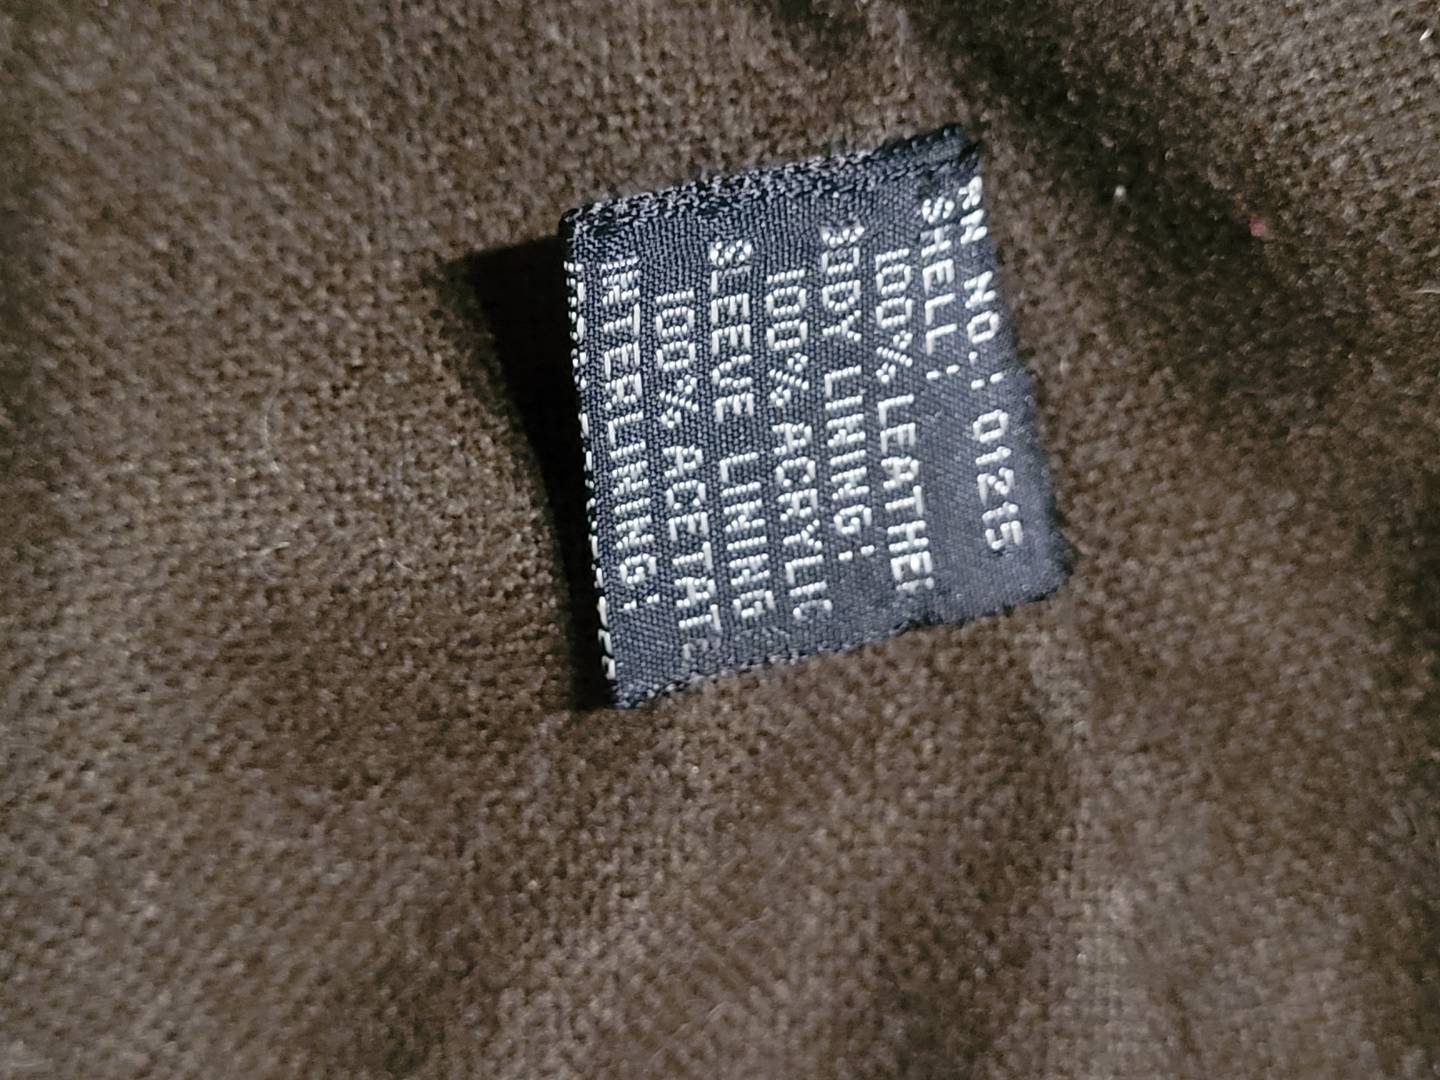 RN NO.: 01215
SHELL:
100% LEATHER
BODY LINING:
100% ACRYLIC
SLEEVE LINING
100% ACETATE
INTERLINING: